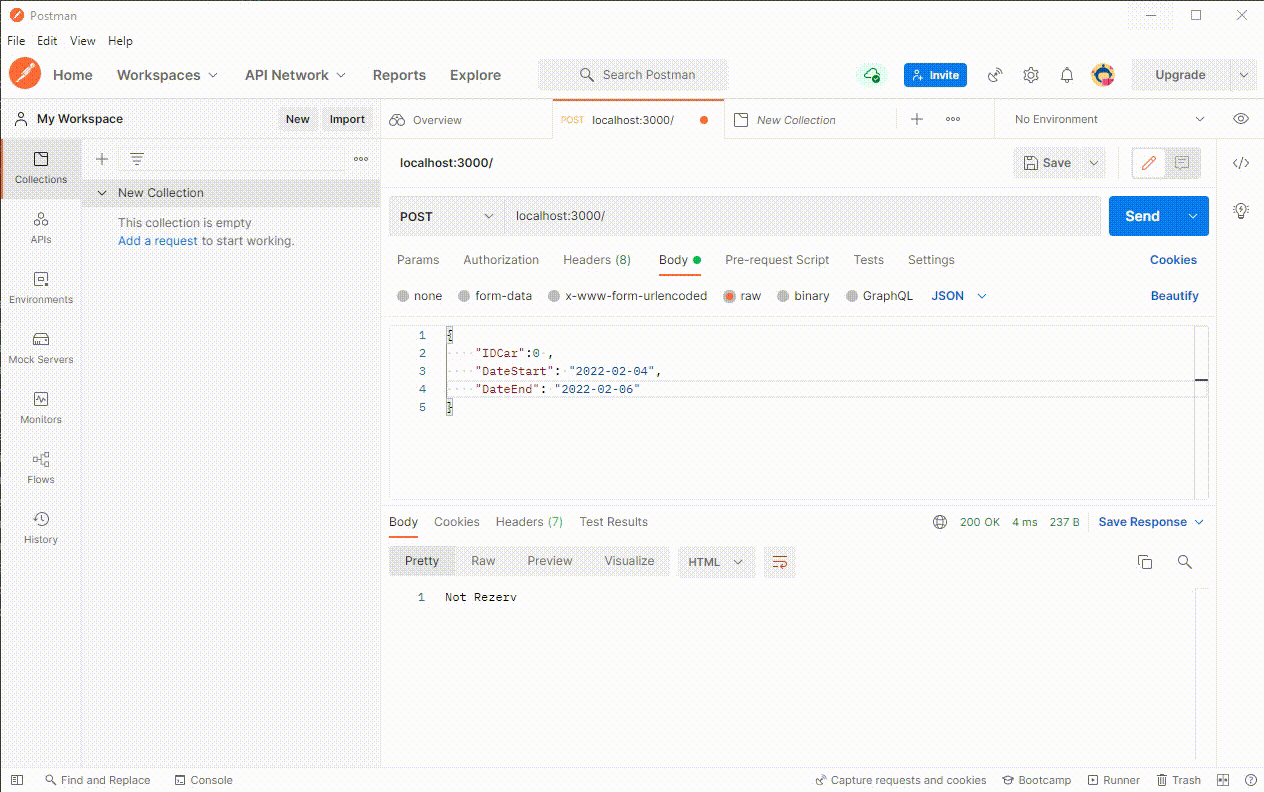 Postman
File Edit View Help
Home Workspaces API Network Reports Explore Search Postman Invite Upgrade
My Workspace New Import Overview POST localhost:3000/ New Collection No Environment
Collections
APIs
Environments
Mock Servers
Monitors
Flows
History
New Collection
This collection is empty
Add a request to start working.
localhost:3000/ Save
POST localhost:3000/ Send
Params Authorization Headers (8) Body Pre-request Script Tests Settings Cookies
none form-data x-www-form-urlencoded raw binary GraphQL JSON Beautify
1 {
2 ····"IDCar":0·,
3 ····"DateStart":·"2022-02-04",
4 ····"DateEnd":·"2022-02-06"
5 }
Body Cookies Headers (7) Test Results 200 OK 4 ms 237 B Save Response
Pretty Raw Preview Visualize HTML
1 Not Rezerv
Find and Replace Console Capture requests and cookies Bootcamp Runner Trash